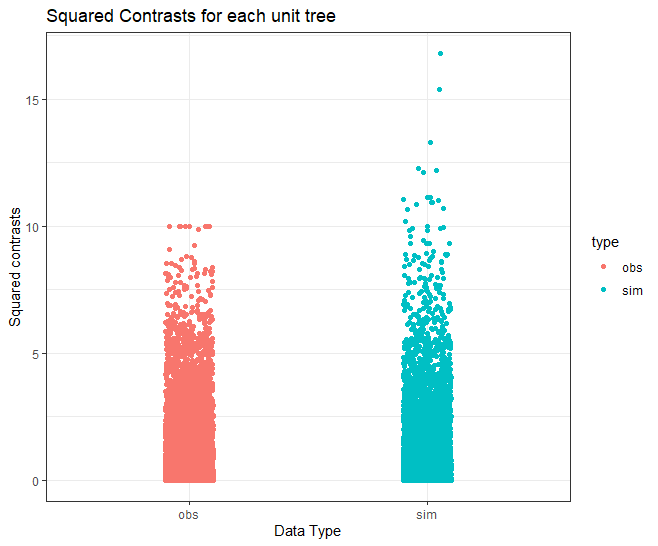 Squared Contrasts for each unit tree
15
10
5
0
Squared contrasts
obs
sim
Data Type
type
obs
sim